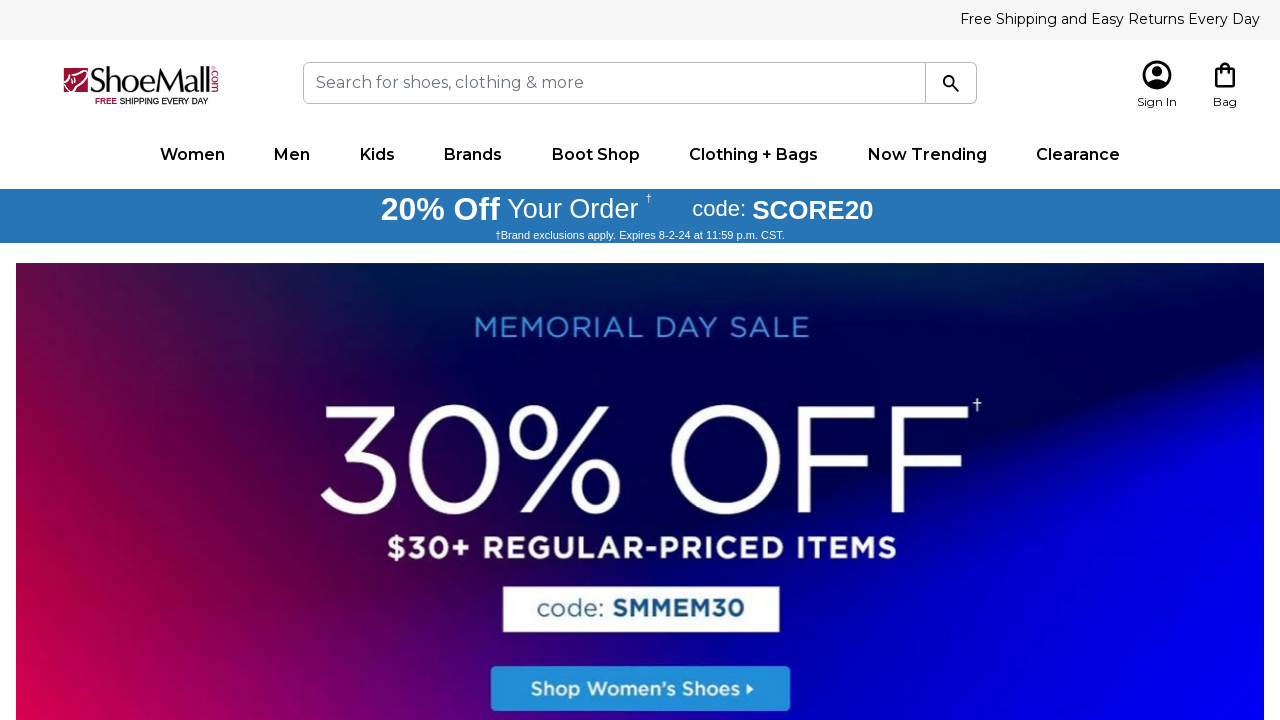 Free Shipping and Easy Returns Every Day
ShoeMall.com
FREE SHIPPING EVERY DAY
Search for shoes, clothing & more
Sign In
Bag
Women Men Kids Brands Boot Shop Clothing + Bags Now Trending Clearance
20% Off Your Order † code: SCORE20
†Brand exclusions apply. Expires 8-2-24 at 11:59 p.m. CST.
MEMORIAL DAY SALE
30% OFF†
$30+ REGULAR-PRICED ITEMS
code: SMMEM30
Shop Women's Shoes